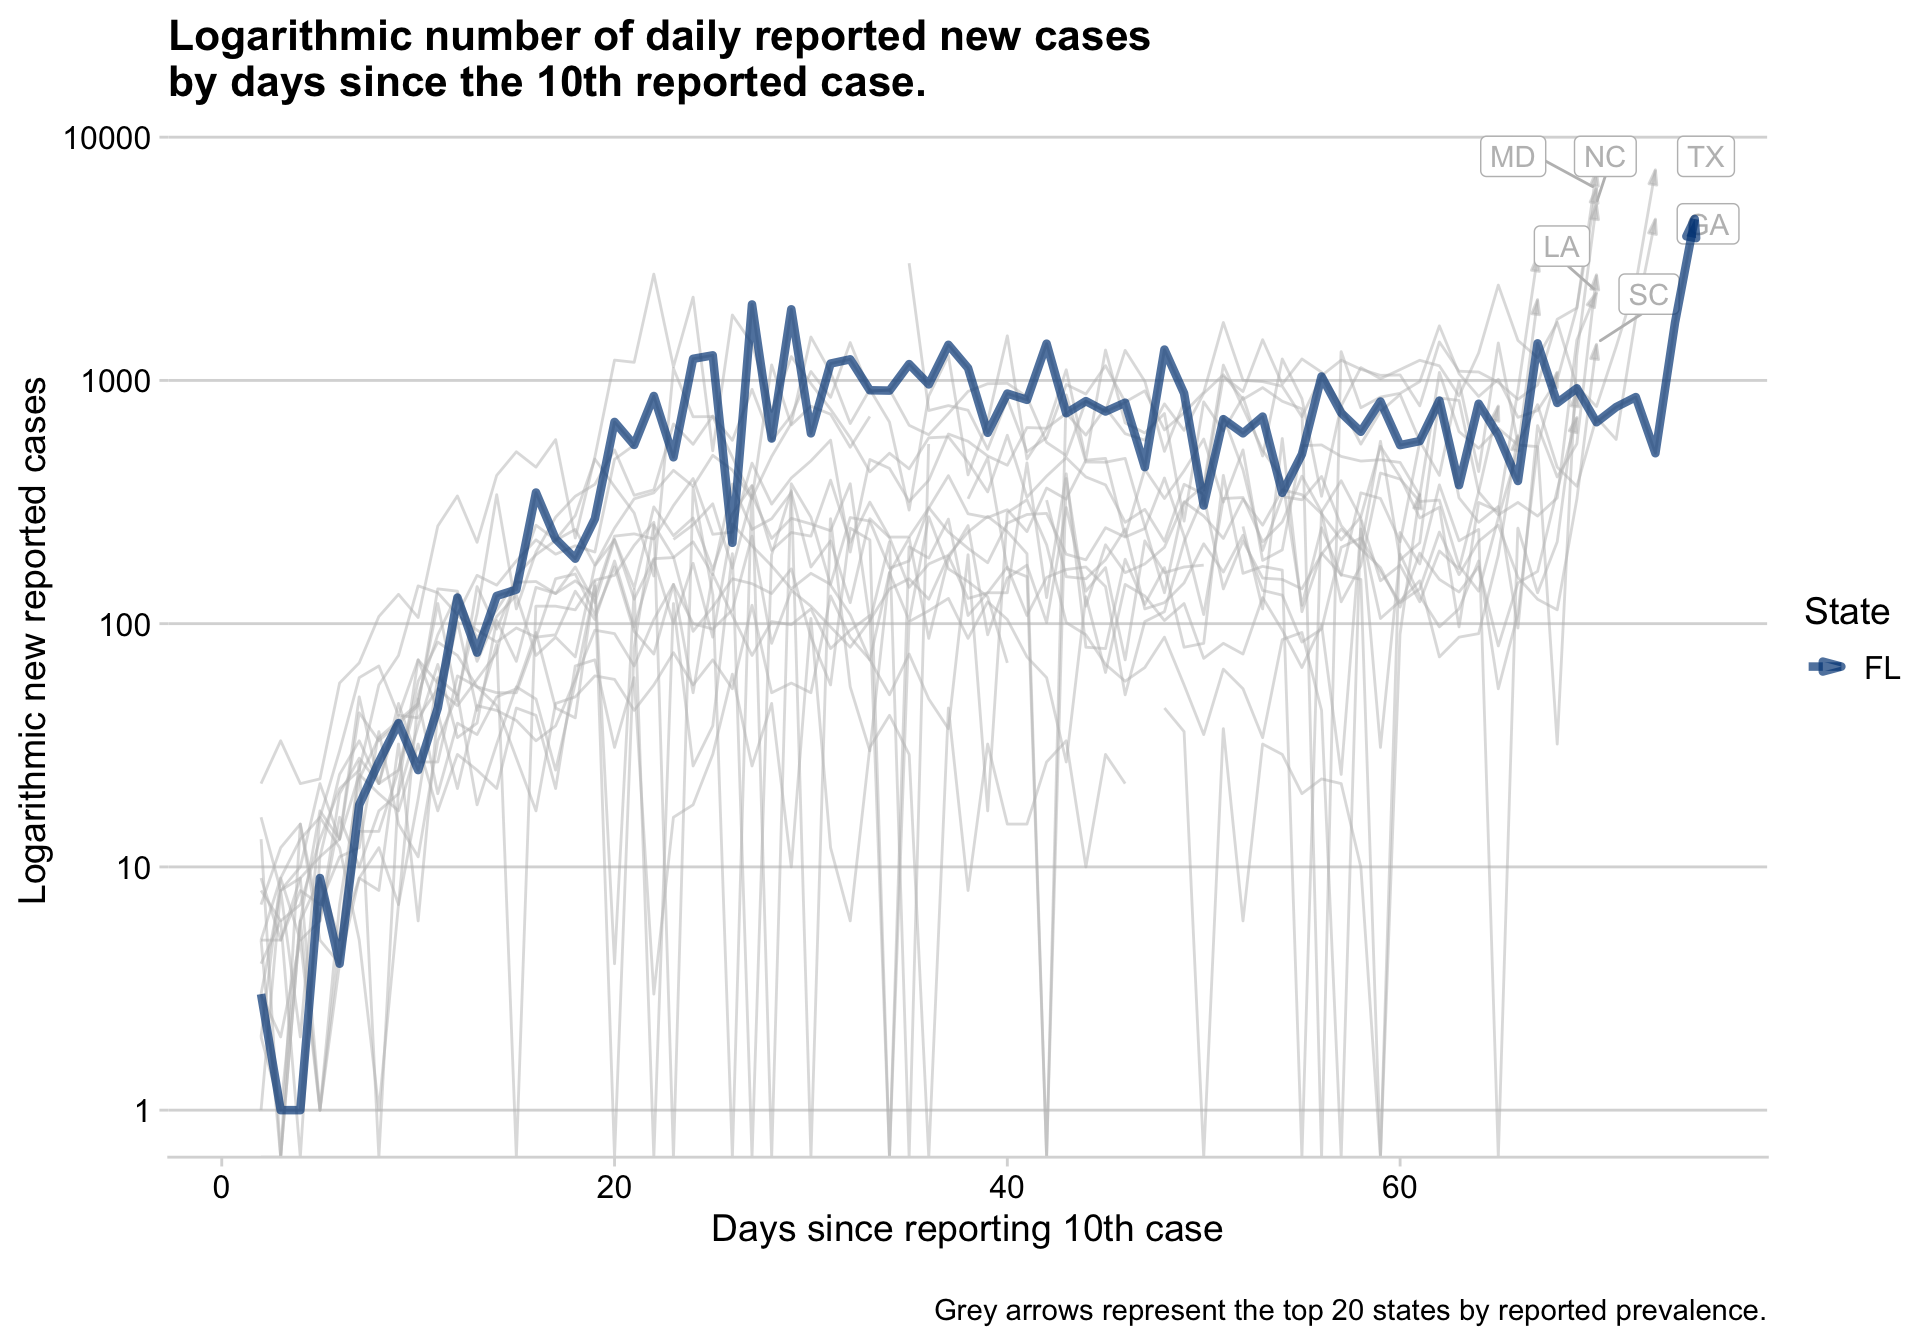 Logarithmic number of daily reported new cases
by days since the 10th reported case.
Logarithmic new reported cases
10000
1000
100
10
1
MD
NC
TX
LA
GA
SC
State
FL
0
20
40
60
Days since reporting 10th case
Grey arrows represent the top 20 states by reported prevalence.